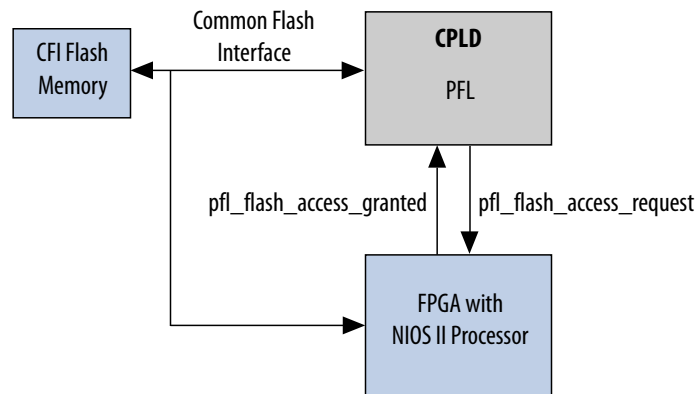 Common Flash
Interface
CFI Flash
Memory
CPLD
PFL
pfl_flash_access_granted
pfl_flash_access_request
FPGA with
NIOS II Processor